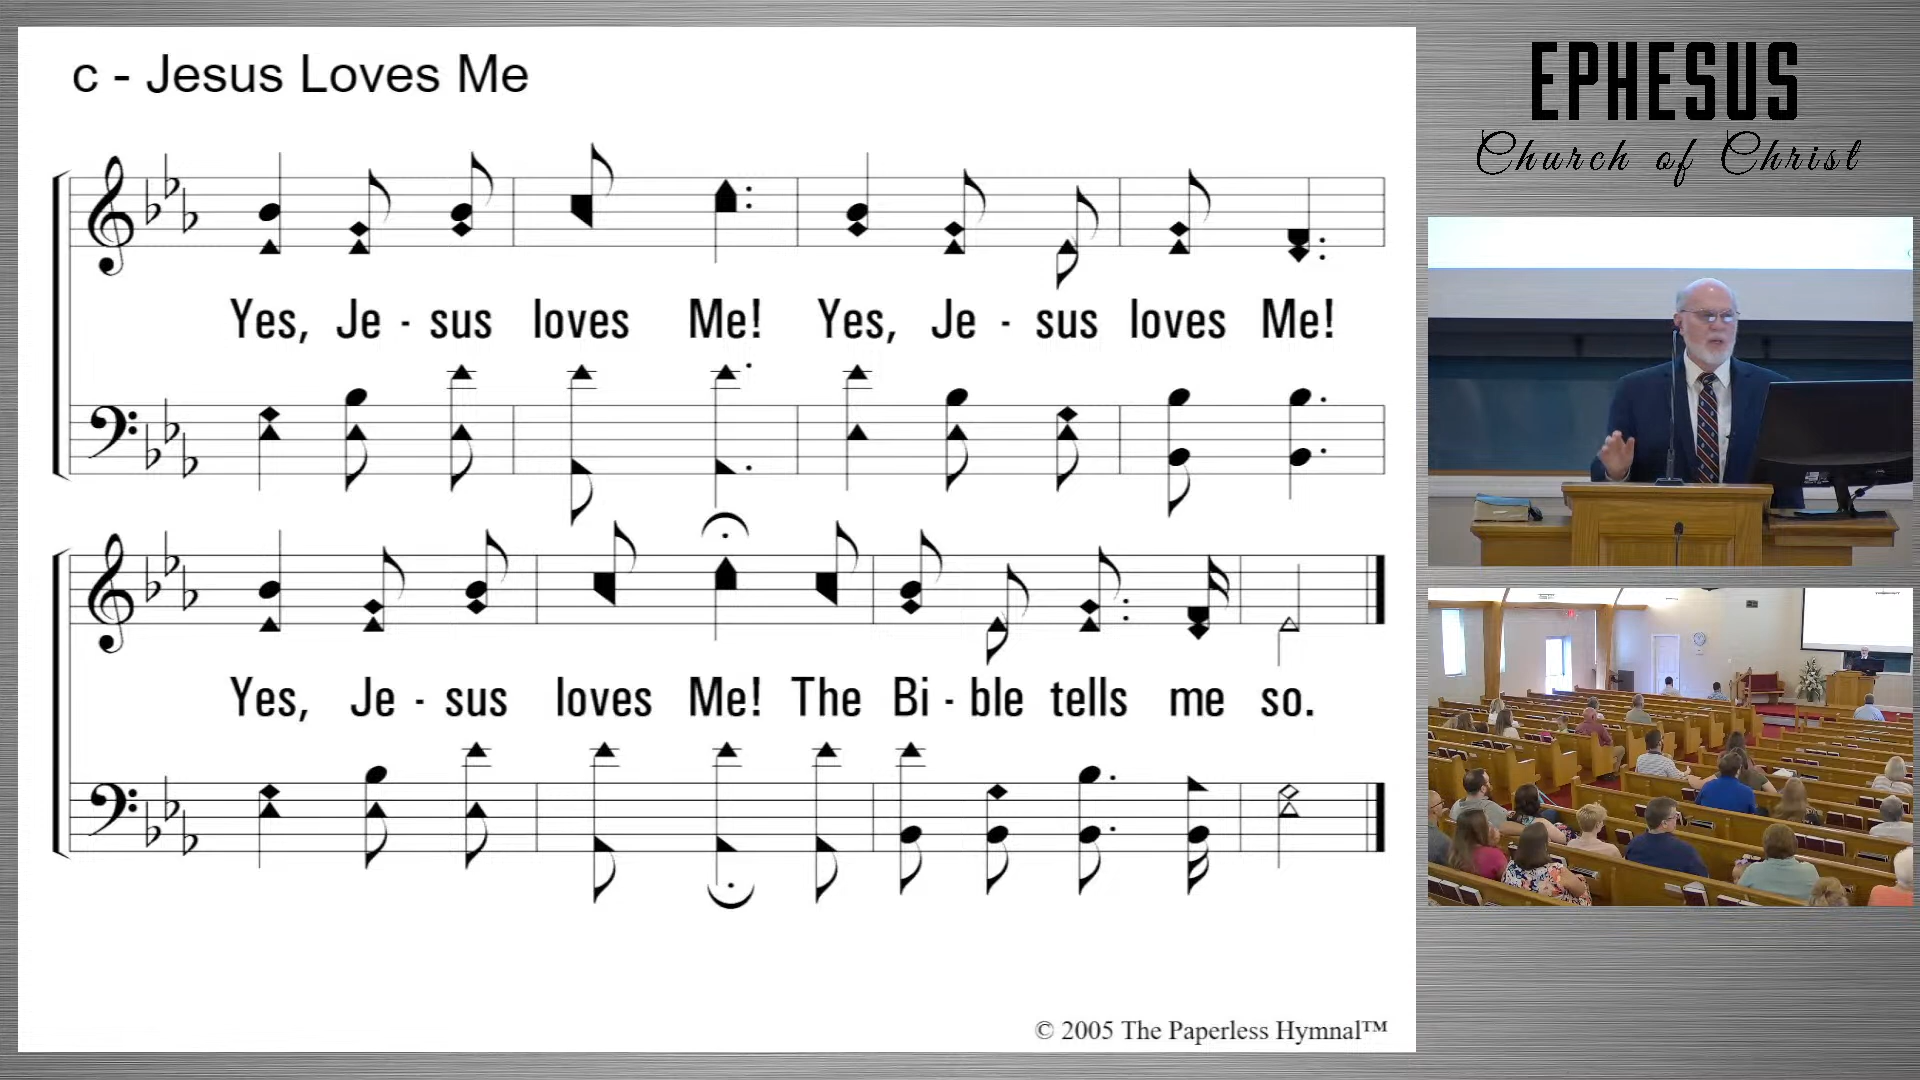 c - Jesus Loves Me
Yes, Je - sus loves Me! Yes, Je - sus loves Me!
Yes, Je - sus loves Me! The Bi - ble tells me so.
© 2005 The Paperless Hymnal™
EPHESUS
Church of Christ